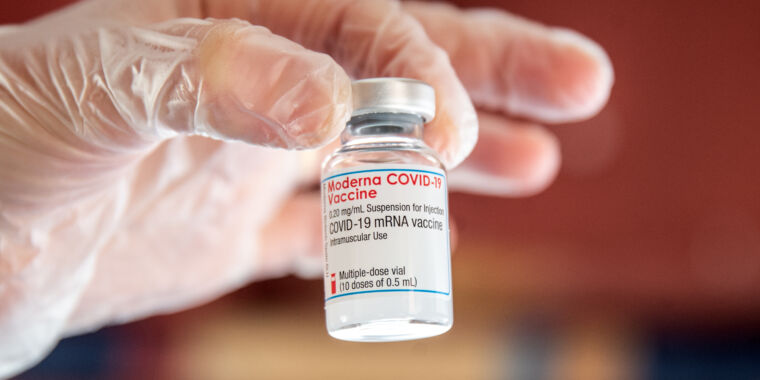 Moderna COVID-19
Vaccine
0.20 mg/mL Suspension for Injection
COVID-19 mRNA vaccine
Intramuscular Use
Multiple-dose vial
(10 doses of 0.5 mL)